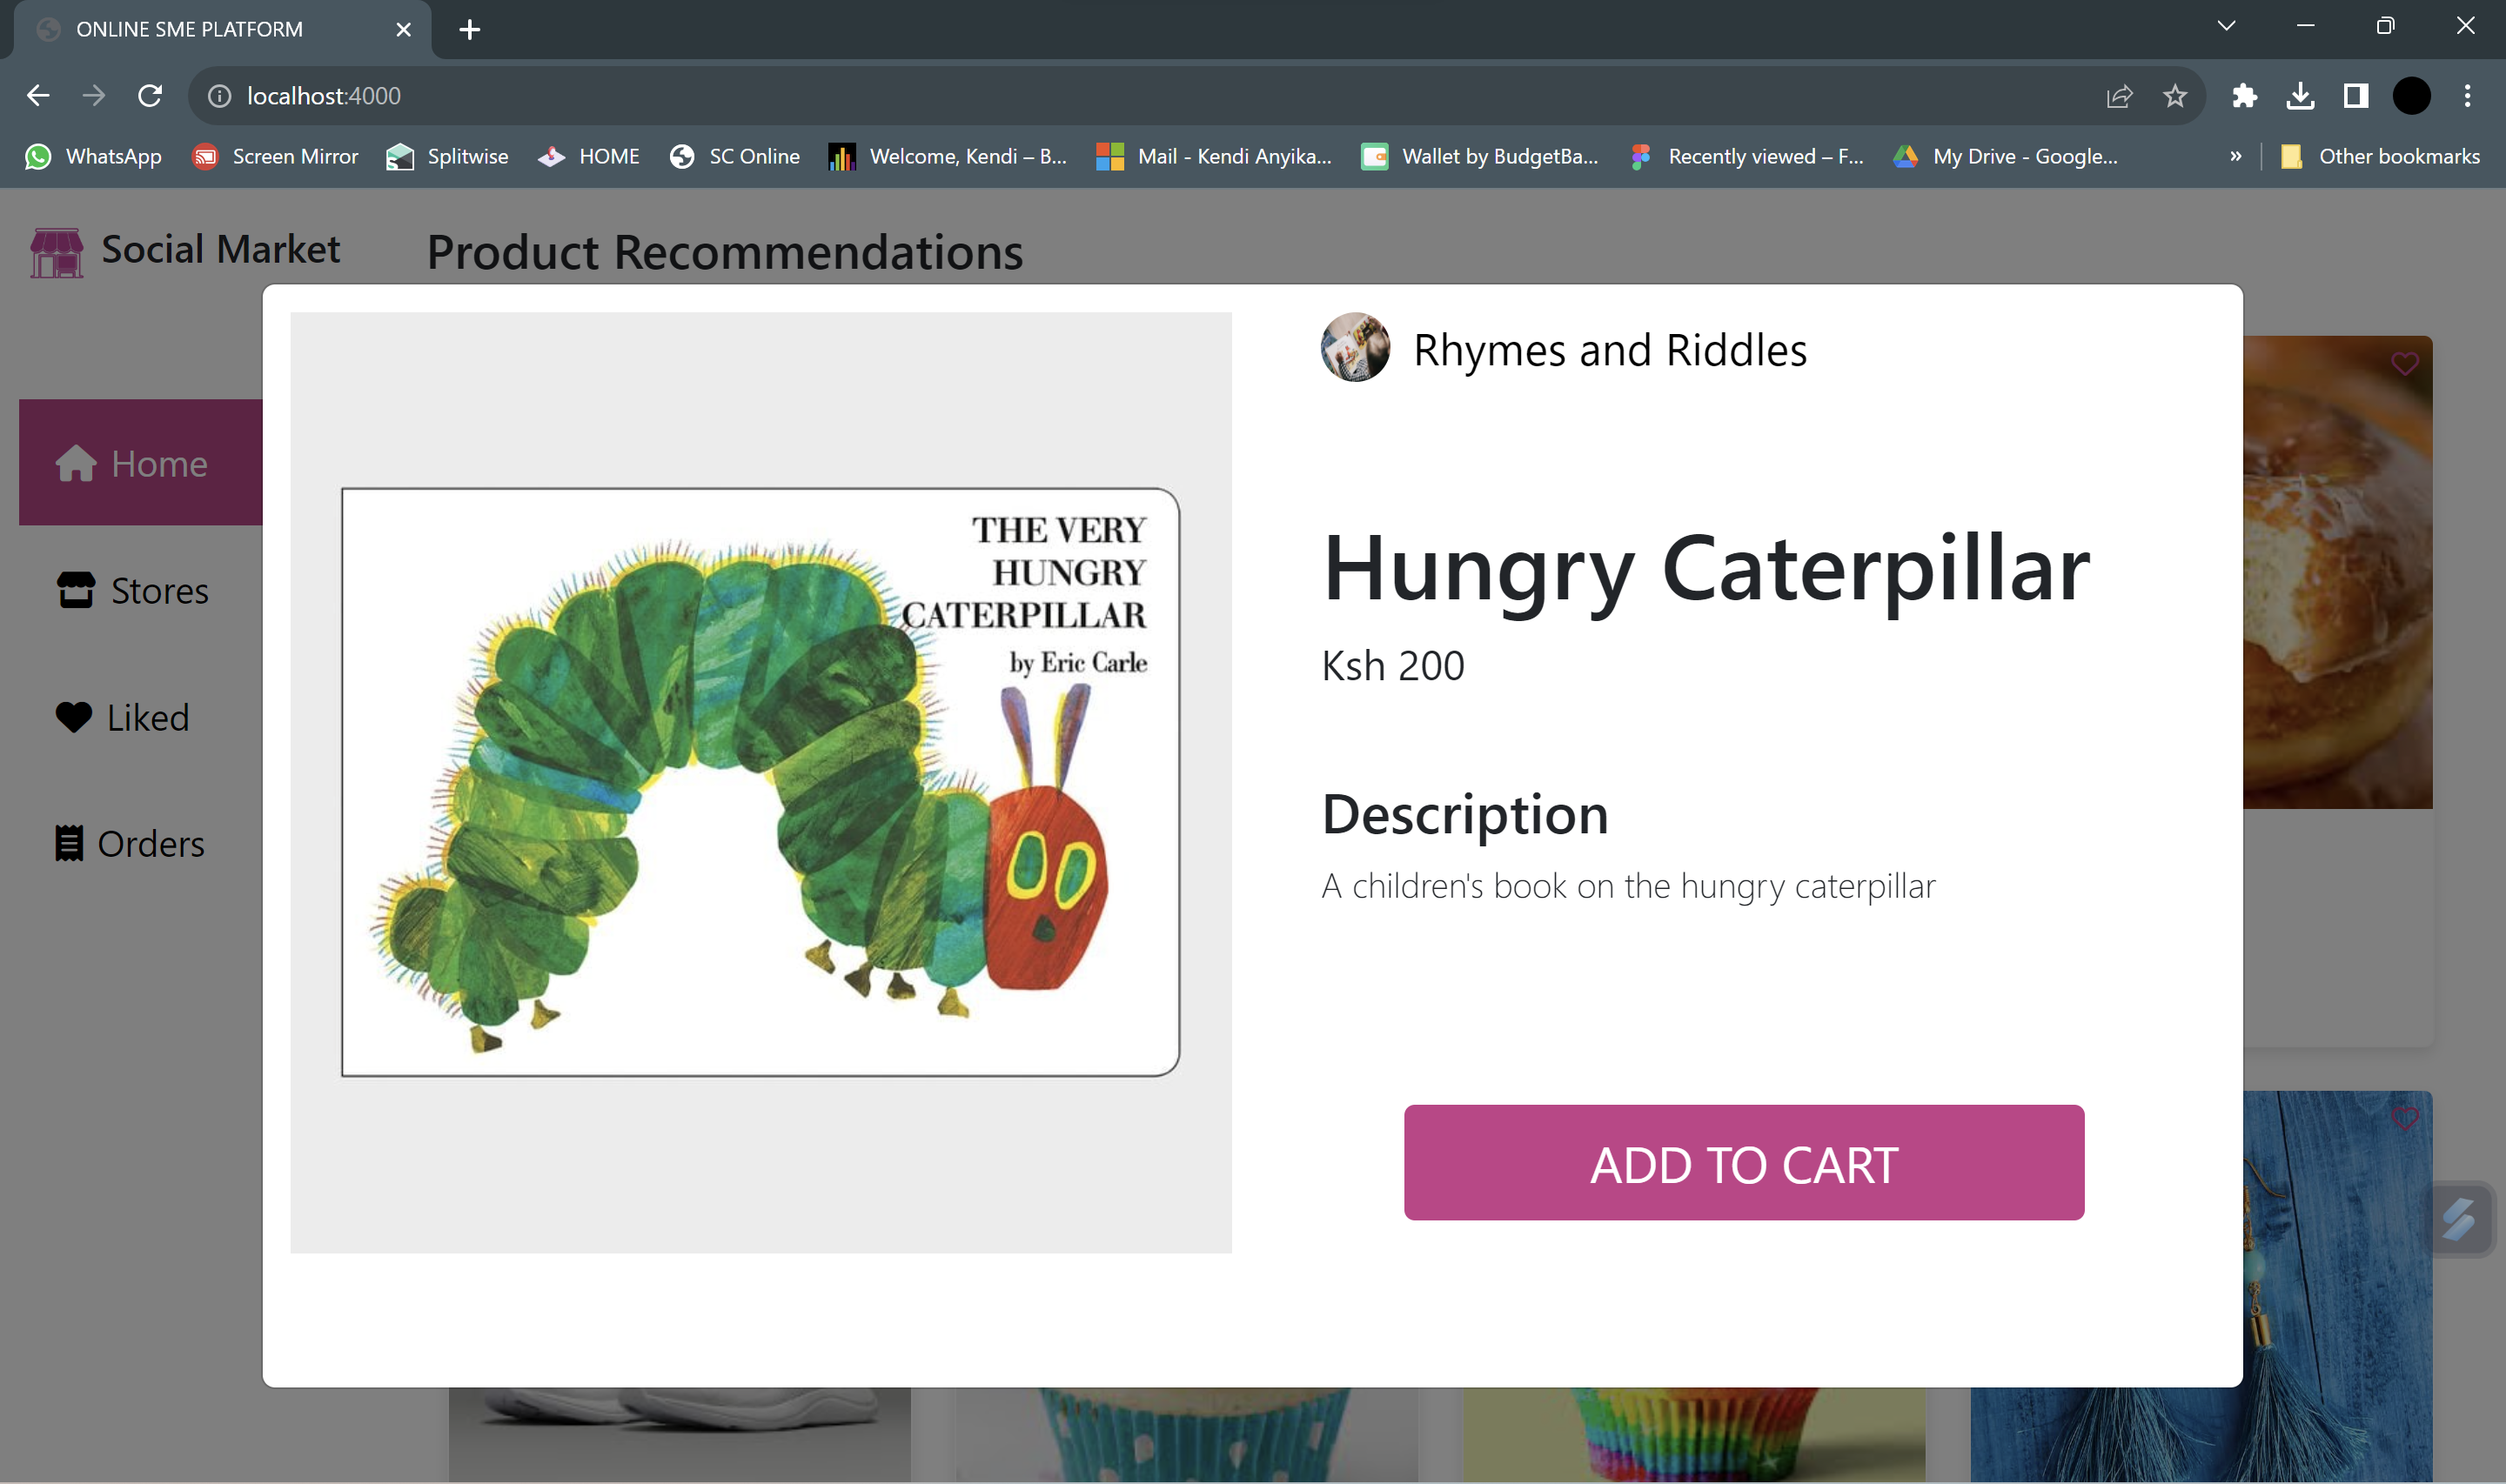 ONLINE SME PLATFORM
localhost:4000
WhatsApp
Screen Mirror
Splitwise
HOME
SC Online
Welcome, Kendi – B...
Mail - Kendi Anyika...
Wallet by BudgetBa...
Recently viewed – F...
My Drive - Google...
»
Other bookmarks
Social Market
Product Recommendations
Home
Stores
Liked
Orders
THE VERY
HUNGRY
CATERPILLAR
by Eric Carle
Rhymes and Riddles
Hungry Caterpillar
Ksh 200
Description
A children's book on the hungry caterpillar
ADD TO CART